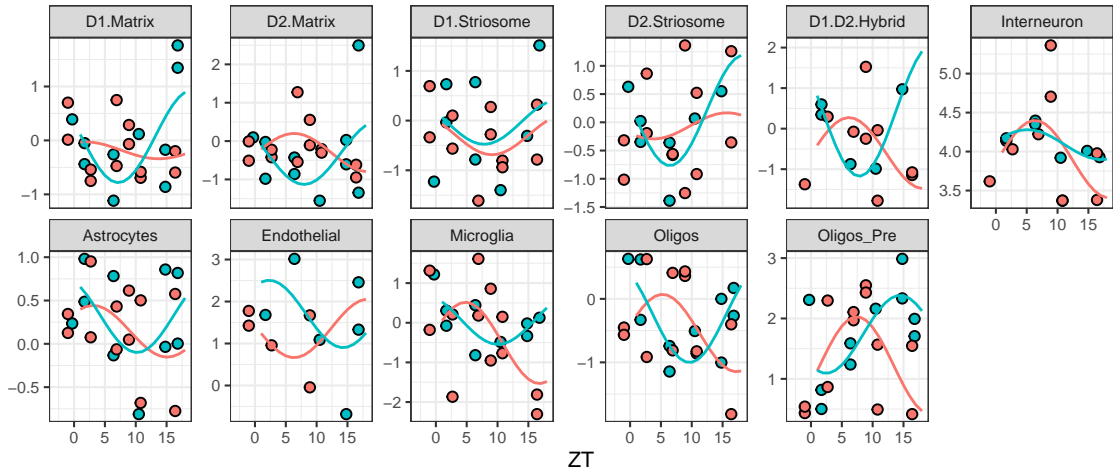 D1.Matrix D2.Matrix D1.Striosome D2.Striosome D1.D2.Hybrid Interneuron
1 0 −1
2 1 0 −1
1 0 −1
1.0 0.5 0.0 −0.5 −1.0 −1.5
2 1 0 −1
5.0 4.5 4.0 3.5
0 5 10 15
Astrocytes Endothelial Microglia Oligos Oligos_Pre
1.0 0.5 0.0 −0.5
3 2 1 0
1 0 −1 −2
0 −1
3 2 1
0 5 10 15 0 5 10 15 0 5 10 15 0 5 10 15 0 5 10 15
ZT